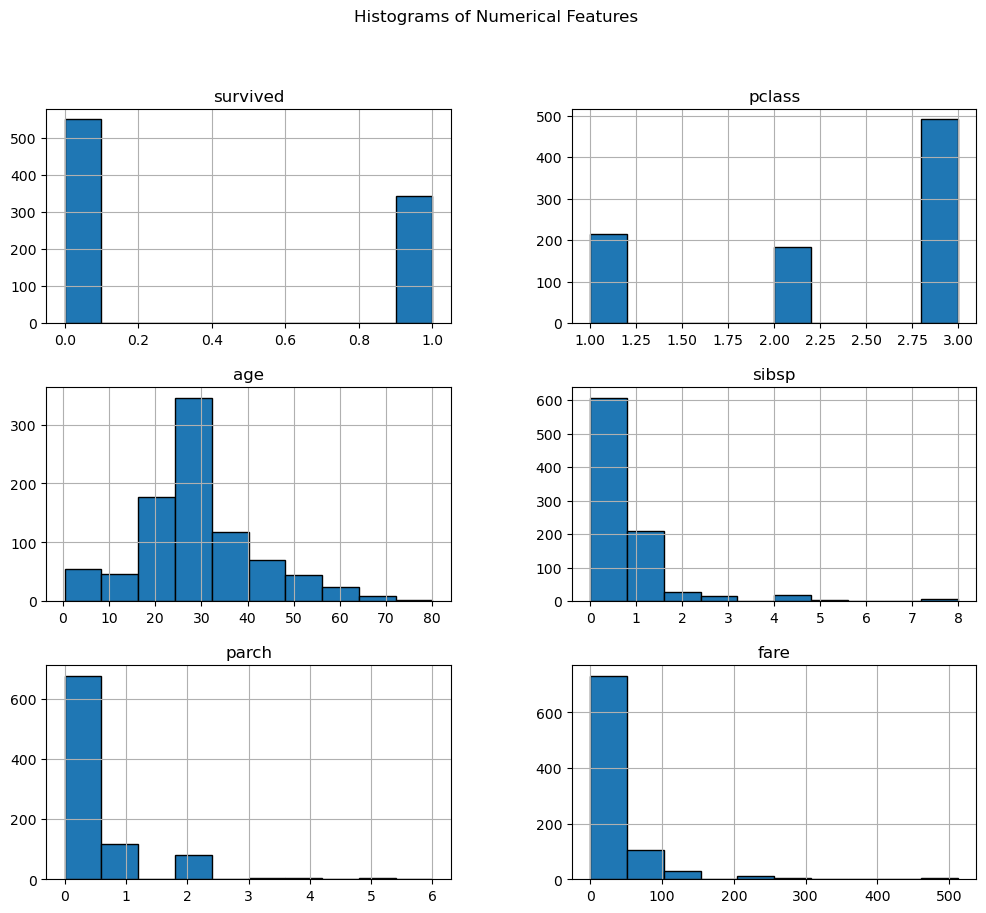 Histograms of Numerical Features
survived
500
400
300
200
100
0
0.0 0.2 0.4 0.6 0.8 1.0
pclass
500
400
300
200
100
0
1.00 1.25 1.50 1.75 2.00 2.25 2.50 2.75 3.00
age
300
200
100
0
0 10 20 30 40 50 60 70 80
sibsp
600
500
400
300
200
100
0
0 1 2 3 4 5 6 7 8
parch
600
400
200
0
0 1 2 3 4 5 6
fare
600
400
200
0
0 100 200 300 400 500